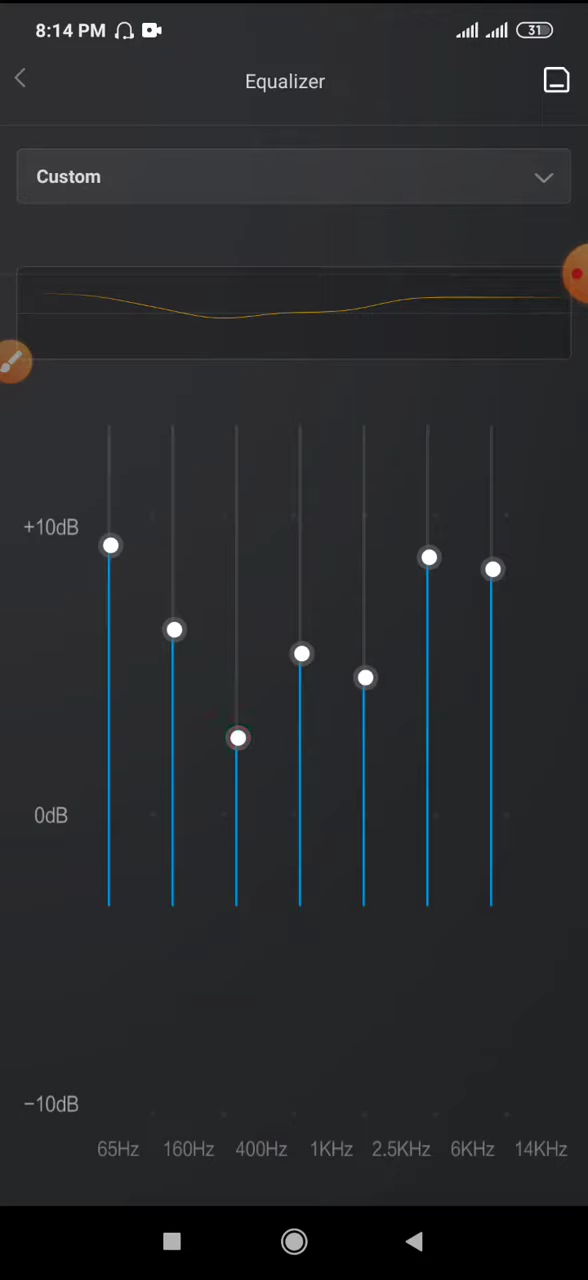 8:14 PM 31
Equalizer
Custom
+10dB
0dB
−10dB
65Hz 160Hz 400Hz 1KHz 2.5KHz 6KHz 14KHz